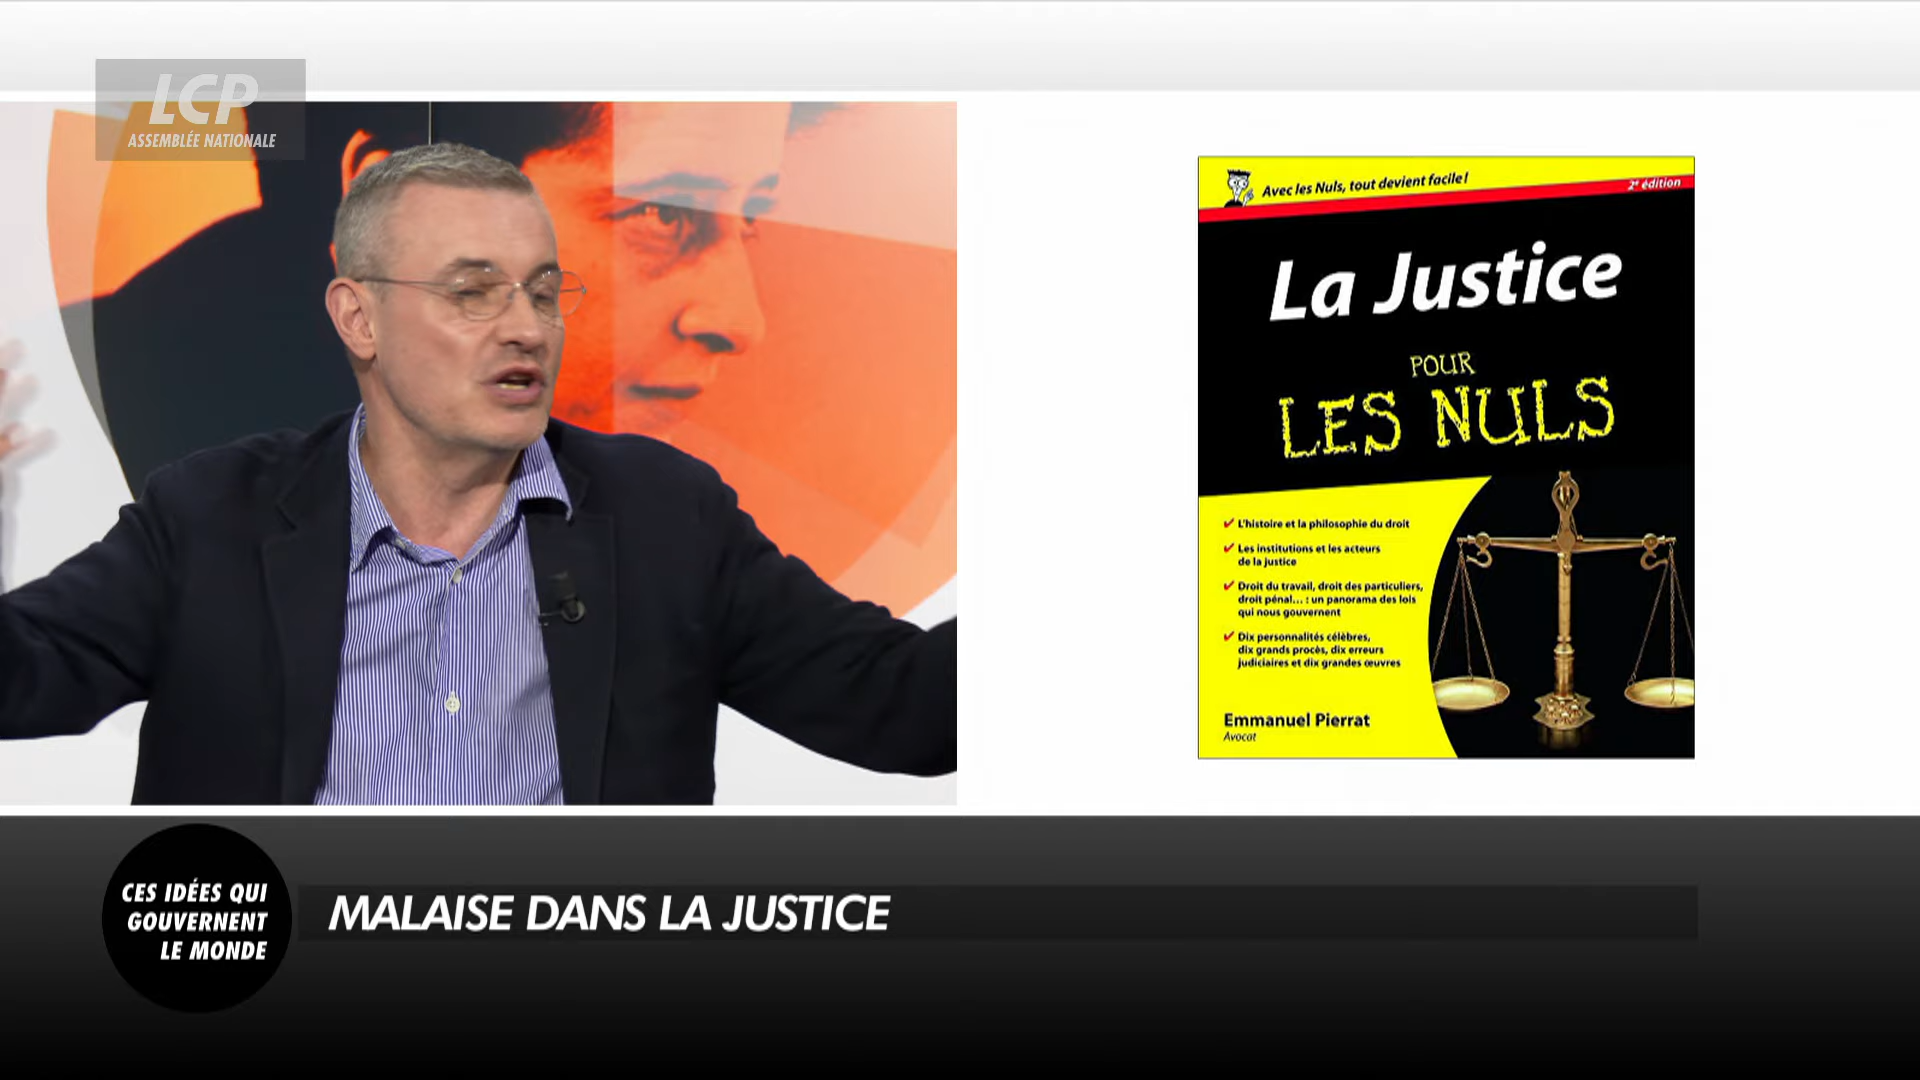 LCP
ASSEMBLÉE NATIONALE
Avec les Nuls, tout devient facile !
2e édition
La Justice
POUR
LES NULS
✔ L'histoire et la philosophie du droit
✔ Les institutions et les acteurs
de la justice
✔ Droit du travail, droit des particuliers,
droit pénal... : un panorama des lois
qui nous gouvernent
✔ Dix personnalités célèbres,
dix grands procès, dix erreurs
judiciaires et dix grandes œuvres
Emmanuel Pierrat
Avocat
CES IDÉES QUI
GOUVERNENT
LE MONDE
MALAISE DANS LA JUSTICE